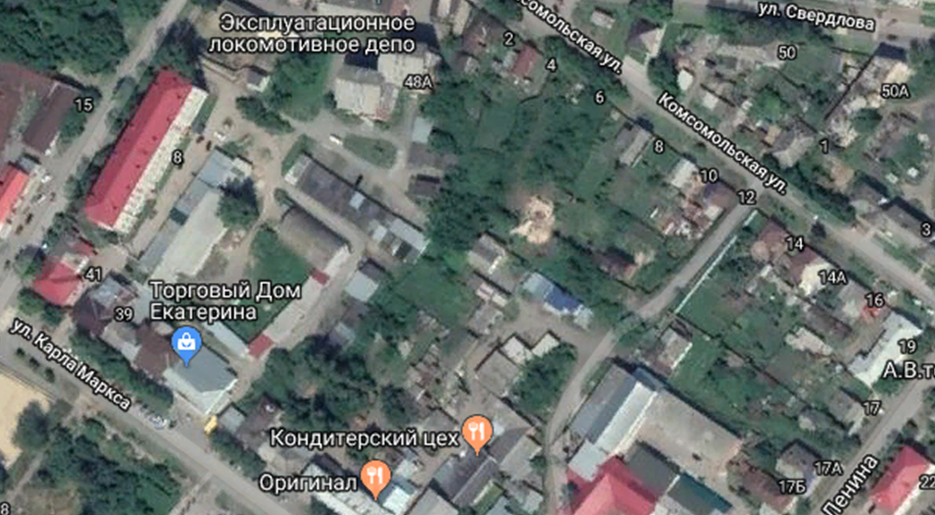 Эксплуатационное
локомотивное депо
48А
2
4
6
сомольская ул.
ул. Свердлова
50
50А
15
8
Комсомольская ул.
8
1
10
12
3
14
14А
16
41
39
Торговый Дом
Екатерина
ул. Карла Маркса
19
А.В.т
17
Кондитерский цех
Оригинал
17А
17Б
Ленина
22
8